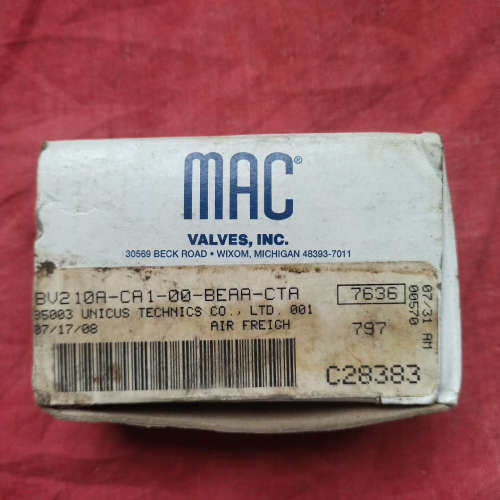 MAC®
VALVES, INC.
30569 BECK ROAD • WIXOM, MICHIGAN 48393-7011
BV210A-CA1-00-BEAA-CTA 7636
35003 UNICUS TECHNICS CO., LTD. 001
07/17/08 AIR FREIGH 797
07/31 AM
00570
C28383